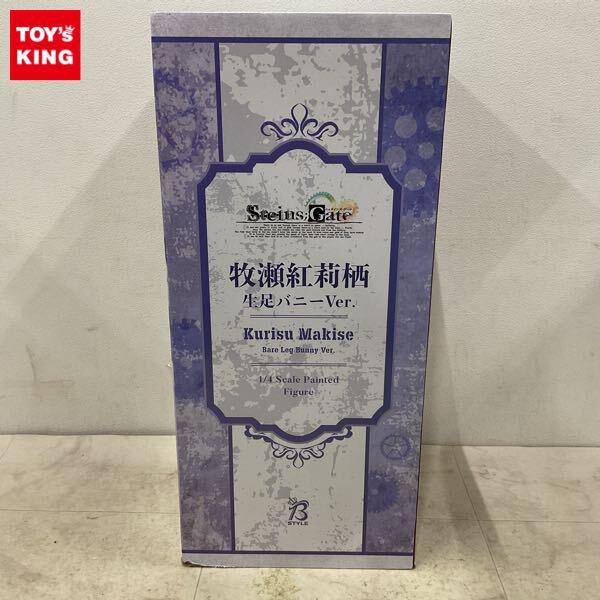 TOY'S
KING
Steins;Gate
牧瀬紅莉栖
生足バニーVer.
Kurisu Makise
Bare Leg Bunny Ver.
1/4 Scale Painted
Figure
B
STYLE